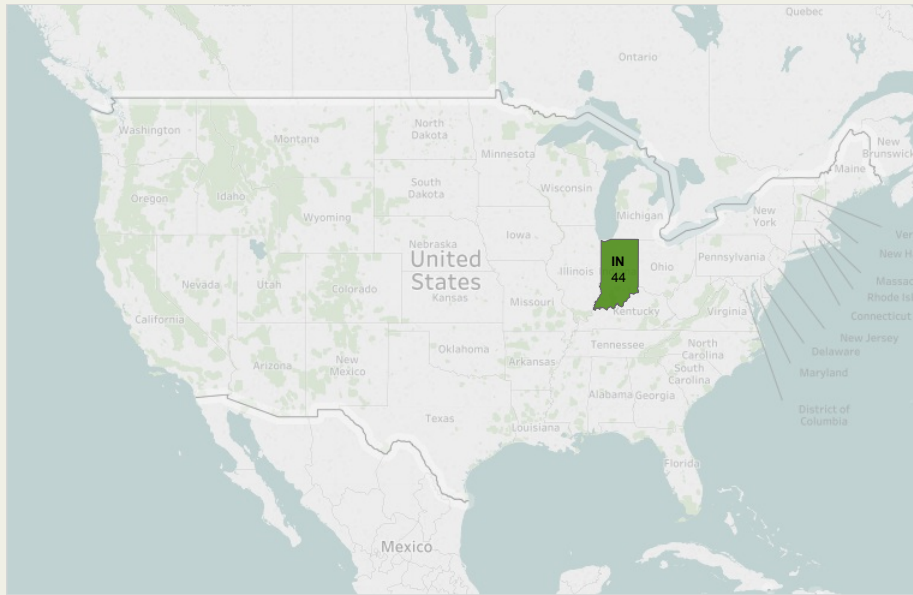 Quebec
Ontario
Washington
Montana
North
Dakota
Minnesota
New
Brunswick
Maine
Oregon
Idaho
South
Dakota
Wisconsin
Michigan
New
York
Wyoming
Iowa
Nebraska
United
States
Illinois
IN
44
Ohio
Pennsylvania
Nevada
Utah
Colorado
Kansas
Missouri
Kentucky
Virginia
California
Oklahoma
Arkansas
Tennessee
North
Carolina
South
Carolina
Arizona
New
Mexico
Alabama
Georgia
Texas
Louisiana
Florida
Mexico
Ver
New H
Massac
Rhode Isl
Connecticut
New Jersey
Delaware
Maryland
District of
Columbia